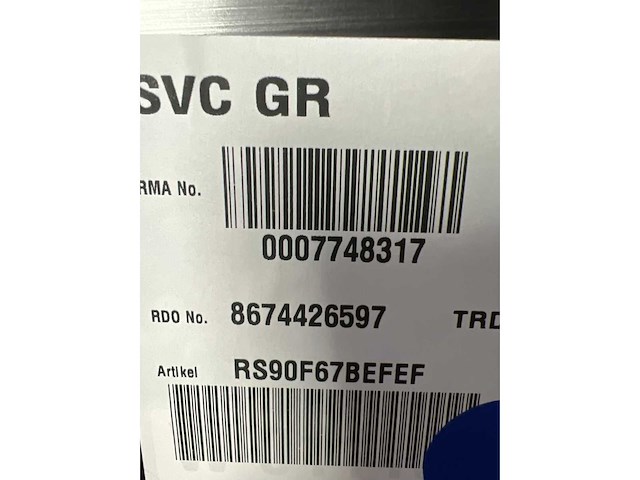 SVC GR
RMA No.
0007748317
RDO No. 8674426597 TRD
Artikel RS90F67BEFEF